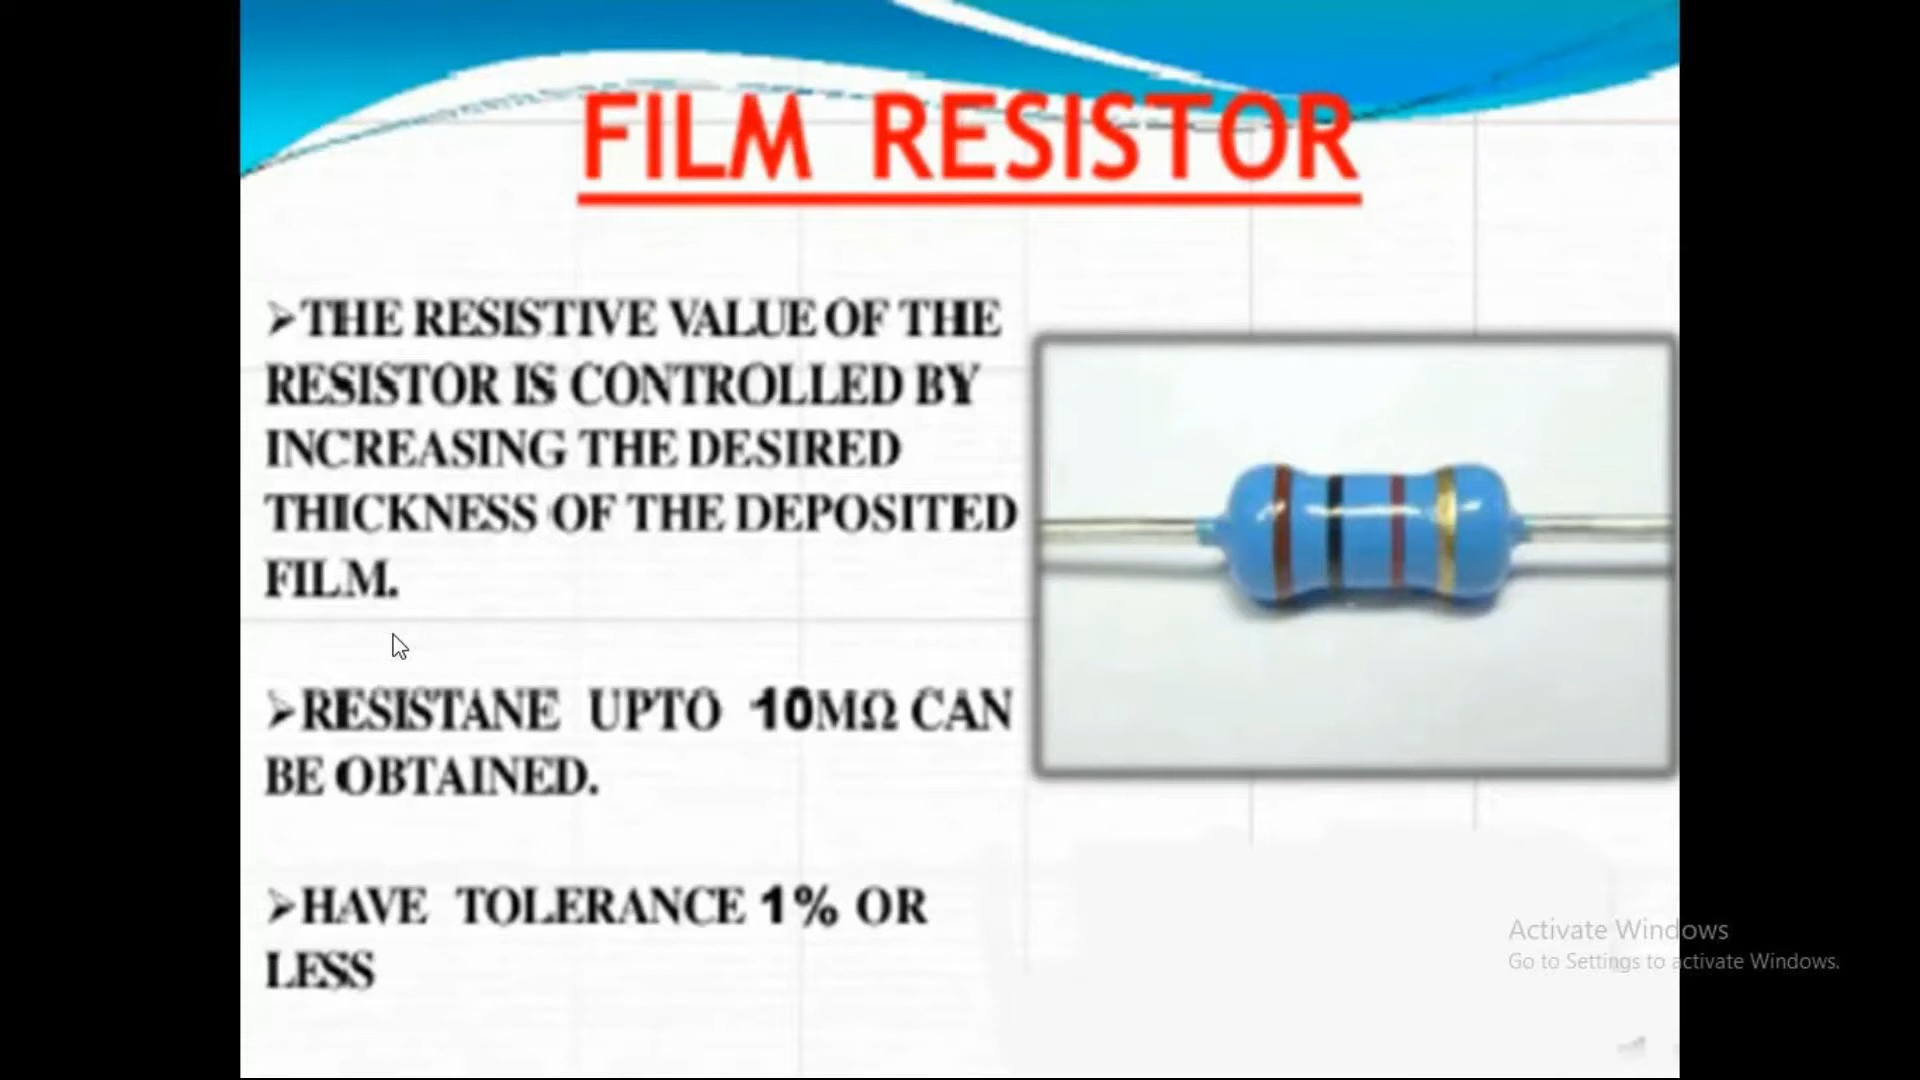 FILM RESISTOR
➢THE RESISTIVE VALUE OF THE
RESISTOR IS CONTROLLED BY
INCREASING THE DESIRED
THICKNESS OF THE DEPOSITED
FILM.
➢RESISTANE UPTO 10MΩ CAN
BE OBTAINED.
➢HAVE TOLERANCE 1% OR
LESS
Activate Windows
Go to Settings to activate Windows.